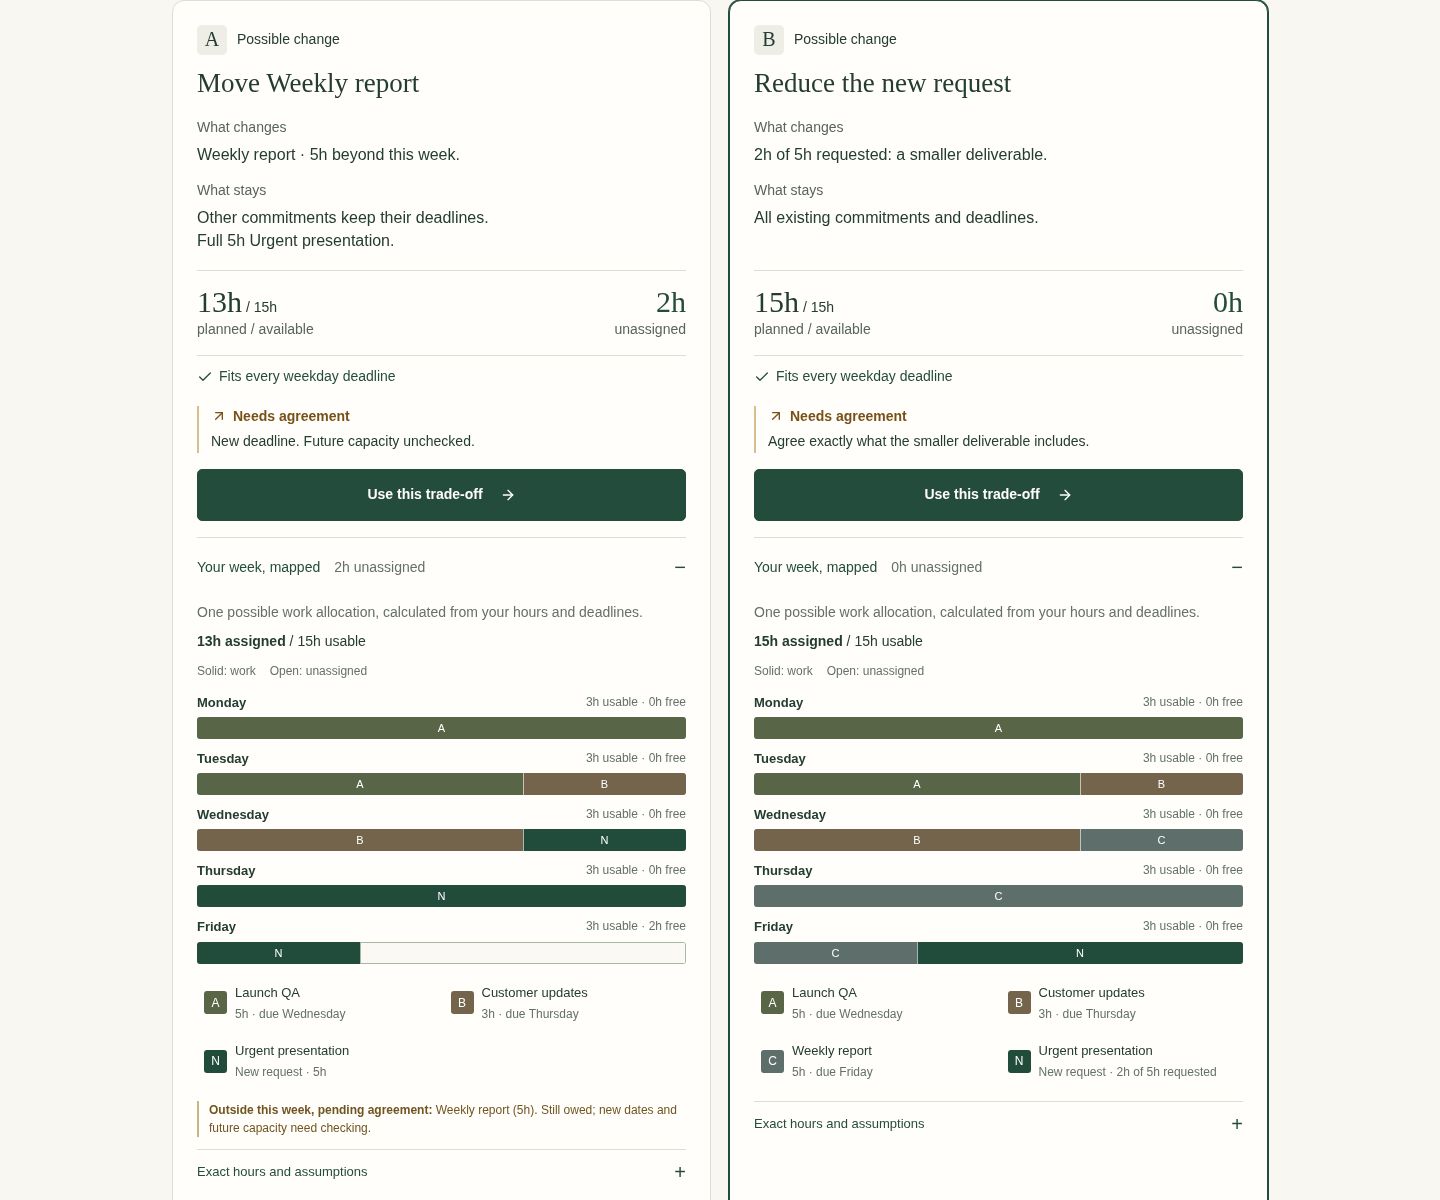 A Possible change
Move Weekly report
What changes
Weekly report · 5h beyond this week.
What stays
Other commitments keep their deadlines.
Full 5h Urgent presentation.
13h / 15h
planned / available
2h
unassigned
Fits every weekday deadline
Needs agreement
New deadline. Future capacity unchecked.
Use this trade-off →
Your week, mapped 2h unassigned −
One possible work allocation, calculated from your hours and deadlines.
13h assigned / 15h usable
Solid: work Open: unassigned
Monday 3h usable · 0h free
A
Tuesday 3h usable · 0h free
A B
Wednesday 3h usable · 0h free
B N
Thursday 3h usable · 0h free
N
Friday 3h usable · 2h free
N
A Launch QA
5h · due Wednesday
B Customer updates
3h · due Thursday
N Urgent presentation
New request · 5h
Outside this week, pending agreement: Weekly report (5h). Still owed; new dates and
future capacity need checking.
Exact hours and assumptions +
B Possible change
Reduce the new request
What changes
2h of 5h requested: a smaller deliverable.
What stays
All existing commitments and deadlines.
15h / 15h
planned / available
0h
unassigned
Fits every weekday deadline
Needs agreement
Agree exactly what the smaller deliverable includes.
Use this trade-off →
Your week, mapped 0h unassigned −
One possible work allocation, calculated from your hours and deadlines.
15h assigned / 15h usable
Solid: work Open: unassigned
Monday 3h usable · 0h free
A
Tuesday 3h usable · 0h free
A B
Wednesday 3h usable · 0h free
B C
Thursday 3h usable · 0h free
C
Friday 3h usable · 0h free
C N
A Launch QA
5h · due Wednesday
B Customer updates
3h · due Thursday
C Weekly report
5h · due Friday
N Urgent presentation
New request · 2h of 5h requested
Exact hours and assumptions +